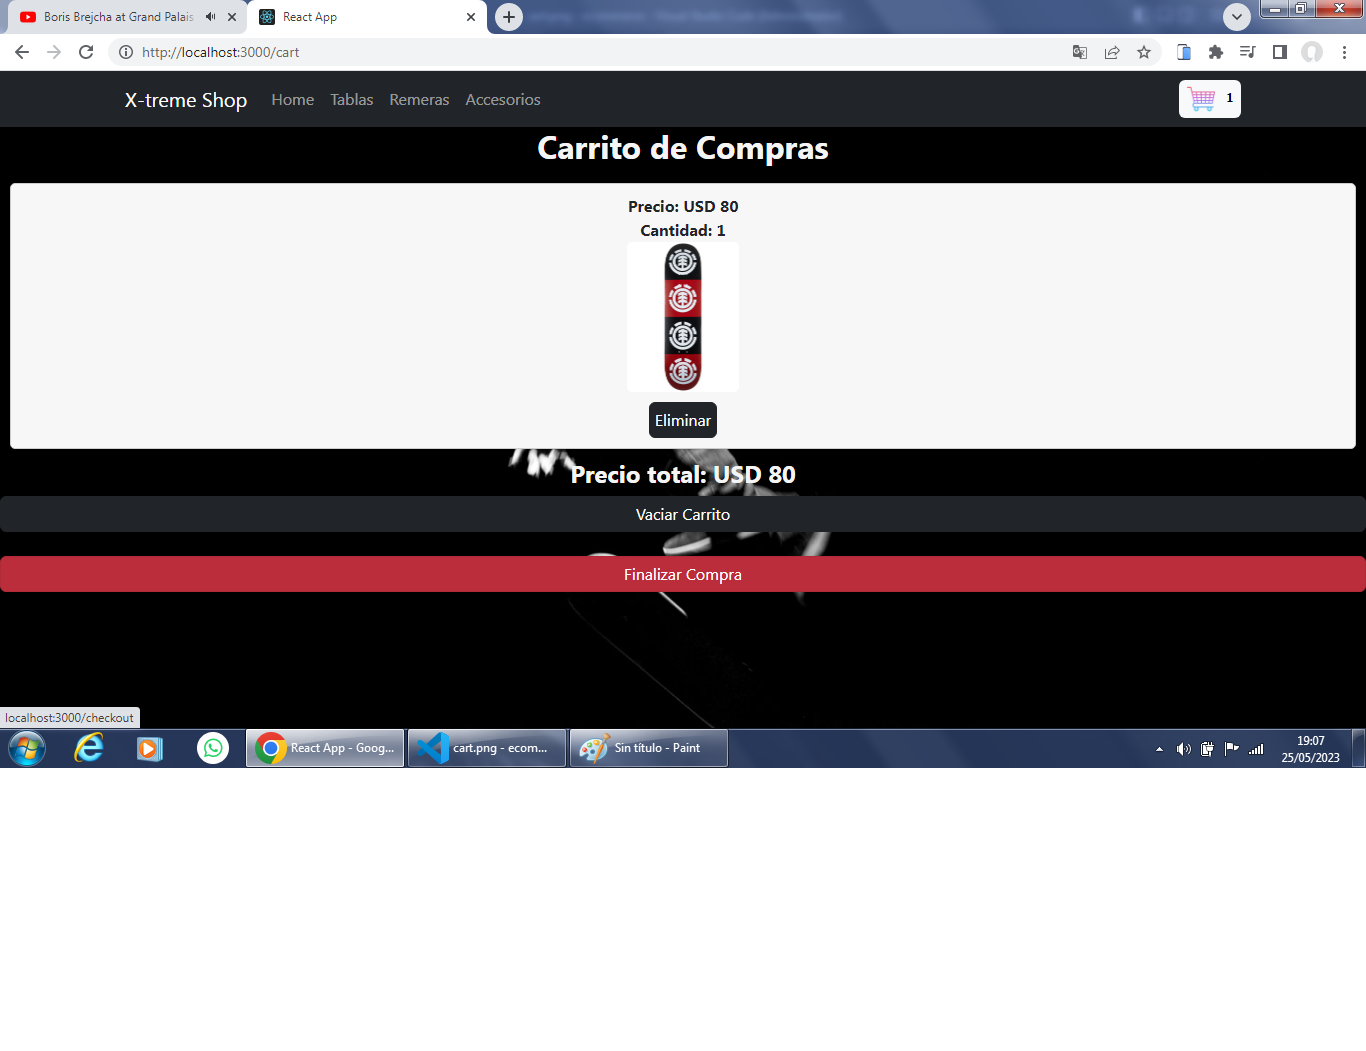 Boris Brejcha at Grand Palais
React App
http://localhost:3000/cart
X-treme Shop
Home
Tablas
Remeras
Accesorios
1
Carrito de Compras
Precio: USD 80
Cantidad: 1
Eliminar
Precio total: USD 80
Vaciar Carrito
Finalizar Compra
localhost:3000/checkout
React App - Goog...
cart.png - ecom...
Sin título - Paint
19:07
25/05/2023